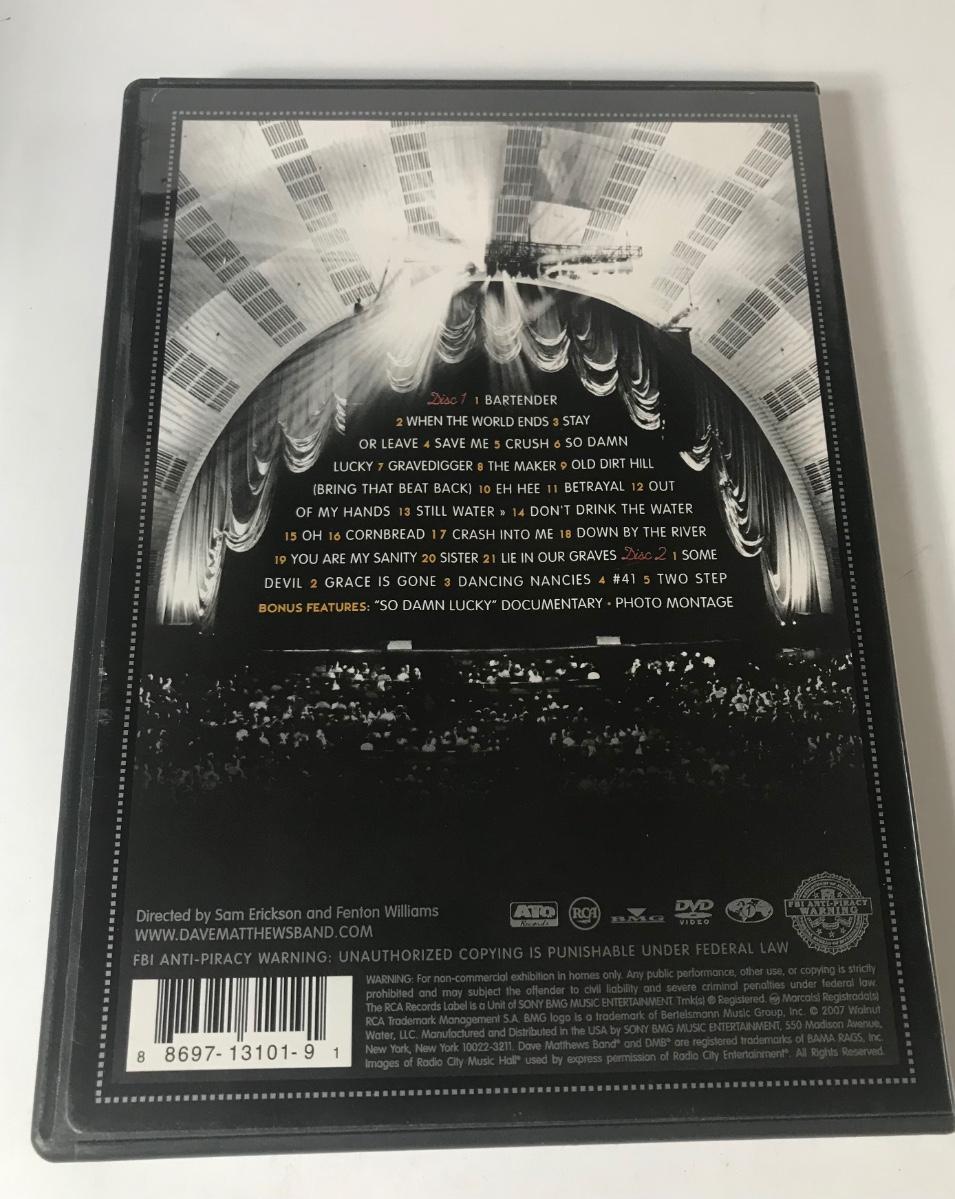 Disc 1 1 BARTENDER
2 WHEN THE WORLD ENDS 3 STAY
OR LEAVE 4 SAVE ME 5 CRUSH 6 SO DAMN
LUCKY 7 GRAVEDIGGER 8 THE MAKER 9 OLD DIRT HILL
(BRING THAT BEAT BACK) 10 EH HEE 11 BETRAYAL 12 OUT
OF MY HANDS 13 STILL WATER » 14 DON'T DRINK THE WATER
15 OH 16 CORNBREAD 17 CRASH INTO ME 18 DOWN BY THE RIVER
19 YOU ARE MY SANITY 20 SISTER 21 LIE IN OUR GRAVES Disc 2 1 SOME
DEVIL 2 GRACE IS GONE 3 DANCING NANCIES 4 #41 5 TWO STEP
BONUS FEATURES: "SO DAMN LUCKY" DOCUMENTARY • PHOTO MONTAGE
Directed by Sam Erickson and Fenton Williams
WWW.DAVEMATTHEWSBAND.COM
ATO
Records
RCA
BMG
DVD
VIDEO
FBI ANTI-PIRACY
WARNING
FBI ANTI-PIRACY WARNING: UNAUTHORIZED COPYING IS PUNISHABLE UNDER FEDERAL LAW
WARNING: For non-commercial exhibition in homes only. Any public performance, other use, or copying is strictly
prohibited and may subject the offender to civil liability and severe criminal penalties under federal law.
The RCA Records Label is a Unit of SONY BMG MUSIC ENTERTAINMENT Tmk(s) ® Registered. Marca(s) Registrada(s)
RCA Trademark Management S.A. BMG logo is a trademark of Bertelsmann Music Group, Inc. © 2007 Walnut
Water, LLC. Manufactured and Distributed in the USA by SONY BMG MUSIC ENTERTAINMENT, 550 Madison Avenue,
New York, New York 10022-3211. Dave Matthews Band® and DMB® are registered trademarks of BAMA RAGS, Inc.
Images of Radio City Music Hall® used by express permission of Radio City Entertainment®. All Rights Reserved.
8 8697-13101-9 1